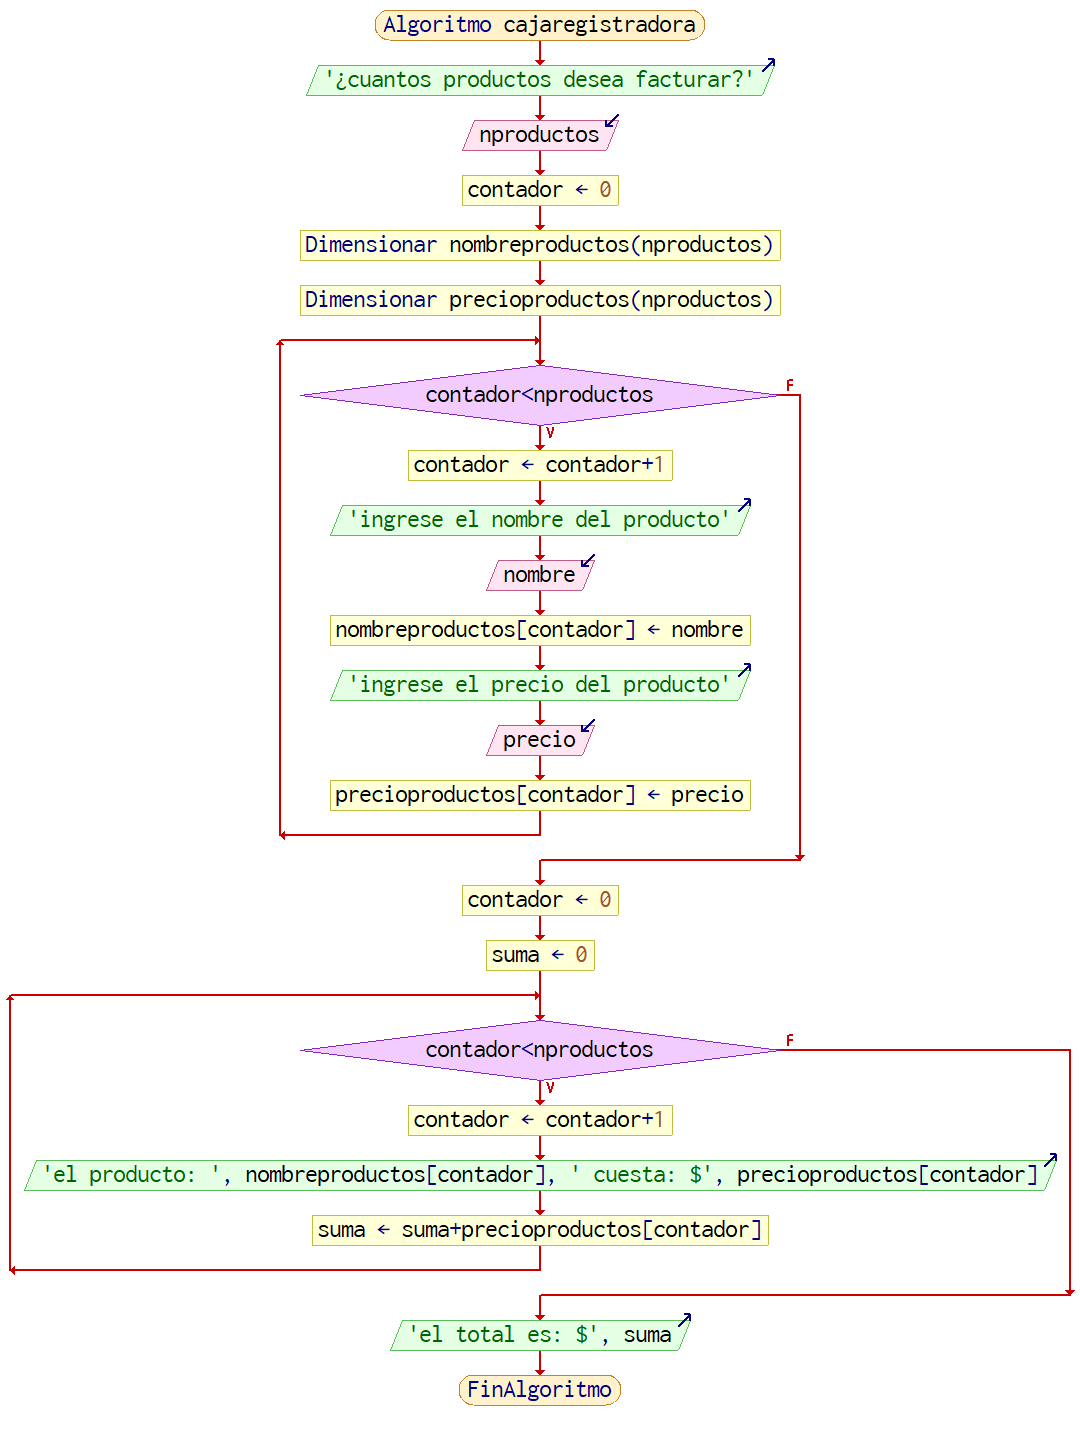 Algoritmo cajaregistradora
'¿cuantos productos desea facturar?'
nproductos
contador ← 0
Dimensionar nombreproductos(nproductos)
Dimensionar precioproductos(nproductos)
contador<nproductos
F
V
contador ← contador+1
'ingrese el nombre del producto'
nombre
nombreproductos[contador] ← nombre
'ingrese el precio del producto'
precio
precioproductos[contador] ← precio
contador ← 0
suma ← 0
contador<nproductos
F
V
contador ← contador+1
'el producto: ', nombreproductos[contador], ' cuesta: $', precioproductos[contador]
suma ← suma+precioproductos[contador]
'el total es: $', suma
FinAlgoritmo